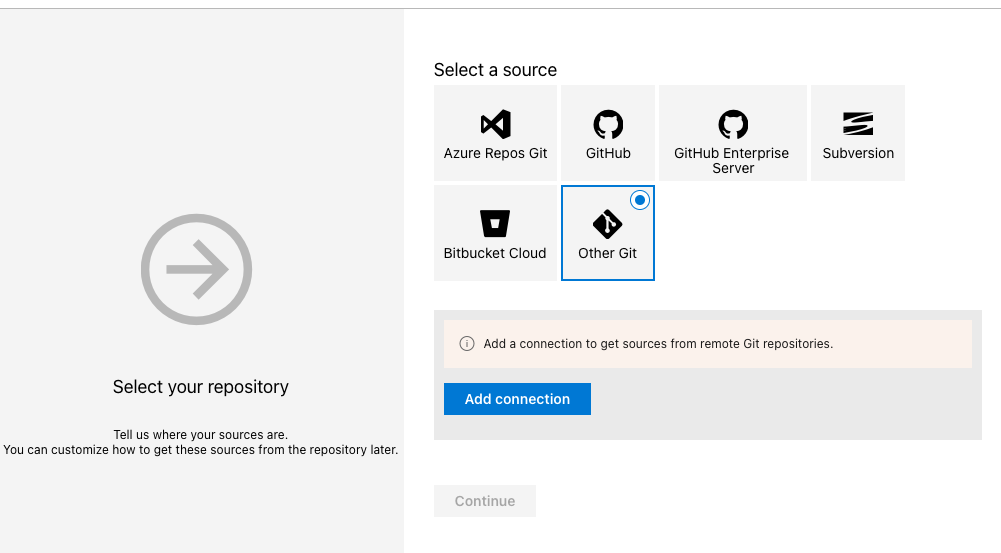 Select a source
Azure Repos Git
GitHub
GitHub Enterprise
Server
Subversion
Bitbucket Cloud
Other Git
Add a connection to get sources from remote Git repositories.
Add connection
Continue
Select your repository
Tell us where your sources are.
You can customize how to get these sources from the repository later.